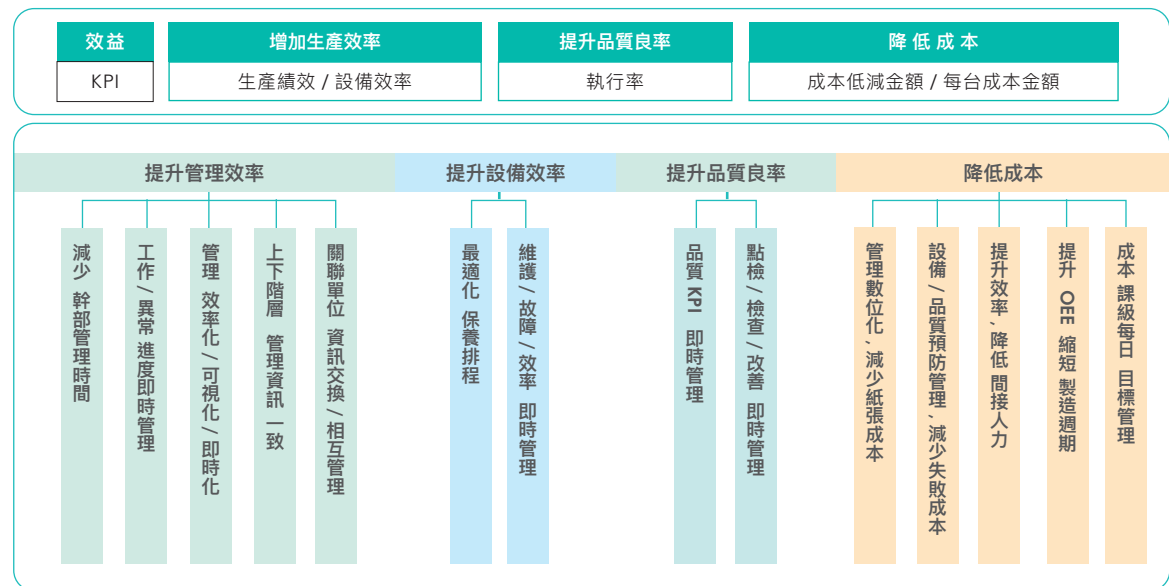 效益 增加生產效率 提升品質良率 降低成本
KPI 生產績效 / 設備效率 執行率 成本低減金額 / 每台成本金額
提升管理效率 提升設備效率 提升品質良率 降低成本
減少 幹部管理時間
工作 / 異常 進度即時管理
管理 效率化 / 可視化 / 即時化
上下階層 管理資訊 一致
關聯單位 資訊交換 / 相互管理
最適化 保養排程
維護 / 故障 / 效率 即時管理
品質 KPI 即時管理
點檢 / 檢查 / 改善 即時管理
管理數位化 , 減少紙張成本
設備 / 品質預防管理 , 減少失敗成本
提升效率 , 降低 間接人力
提升 OEE 縮短 製造週期
成本 課級每日 目標管理